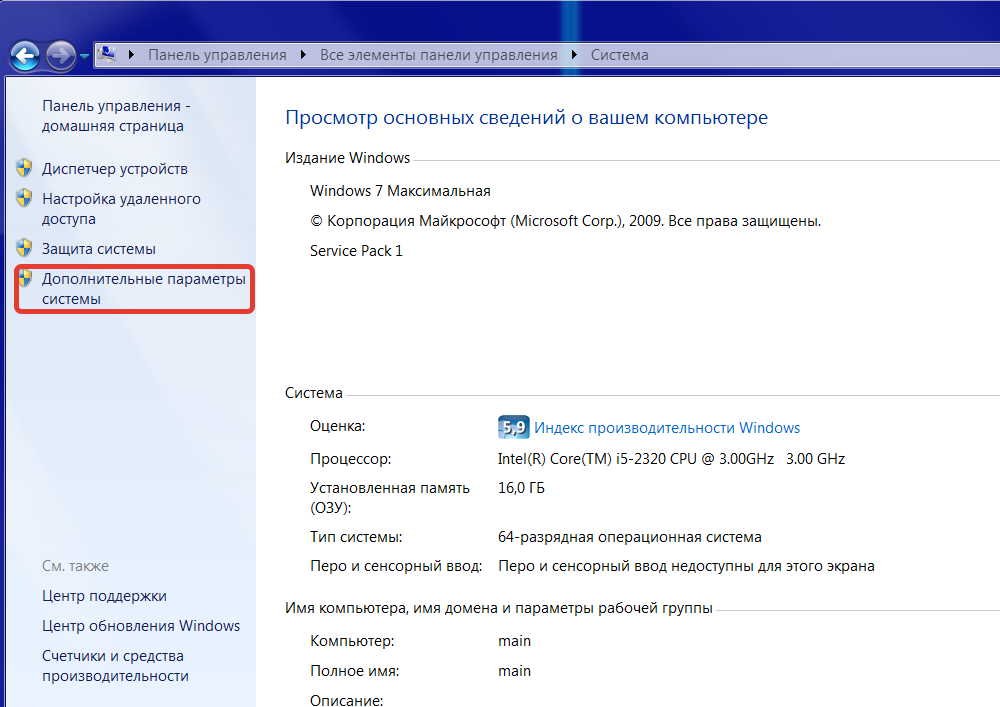 Панель управления
Все элементы панели управления
Система
Панель управления -
домашняя страница
Диспетчер устройств
Настройка удаленного
доступа
Защита системы
Дополнительные параметры
системы
См. также
Центр поддержки
Центр обновления Windows
Счетчики и средства
производительности
Просмотр основных сведений о вашем компьютере
Издание Windows
Windows 7 Максимальная
© Корпорация Майкрософт (Microsoft Corp.), 2009. Все права защищены.
Service Pack 1
Система
Оценка: 5,9 Индекс производительности Windows
Процессор: Intel(R) Core(TM) i5-2320 CPU @ 3.00GHz 3.00 GHz
Установленная память 16,0 ГБ
(ОЗУ):
Тип системы: 64-разрядная операционная система
Перо и сенсорный ввод: Перо и сенсорный ввод недоступны для этого экрана
Имя компьютера, имя домена и параметры рабочей группы
Компьютер: main
Полное имя: main
Описание: